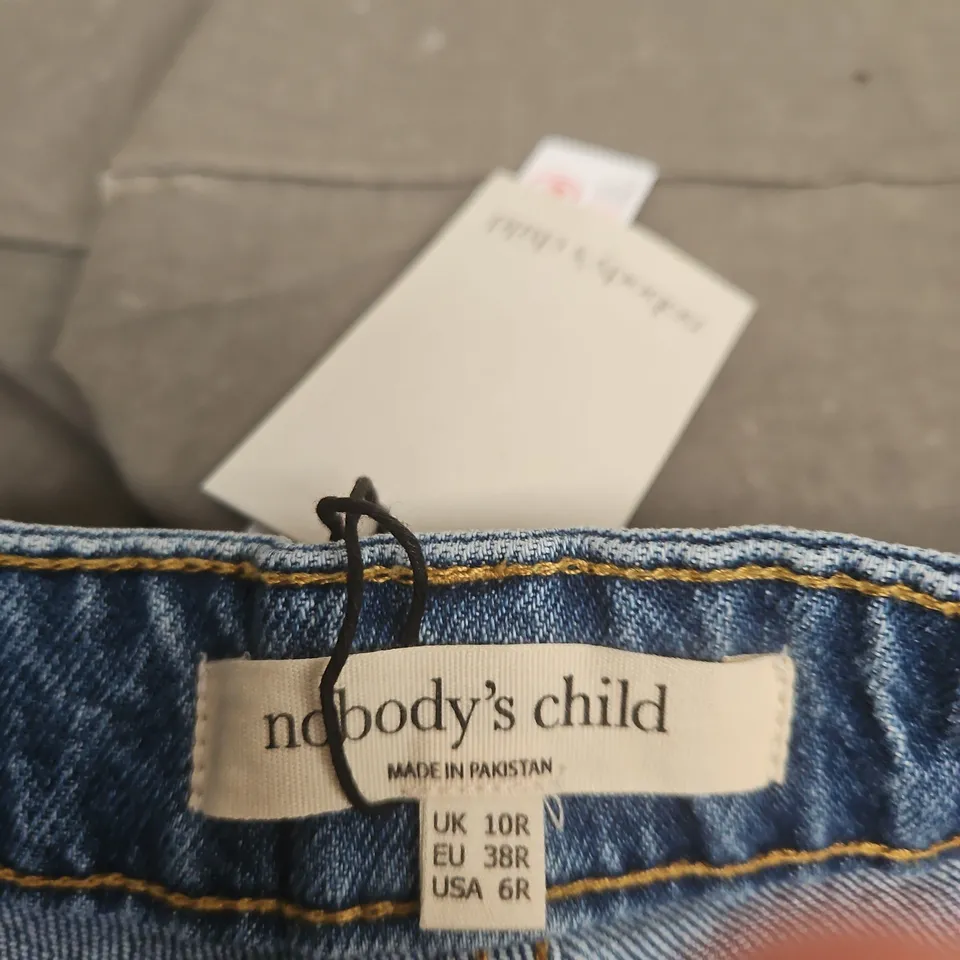 nobody's child
nobody's child
MADE IN PAKISTAN
UK 10R
EU 38R
USA 6R